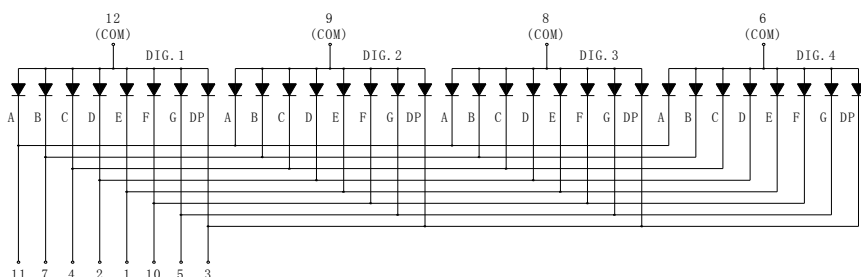 12 9 8 6
(COM) (COM) (COM) (COM)
DIG.1 DIG.2 DIG.3 DIG.4
A B C D E F G DP A B C D E F G DP A B C D E F G DP A B C D E F G DP
11 7 4 2 1 10 5 3